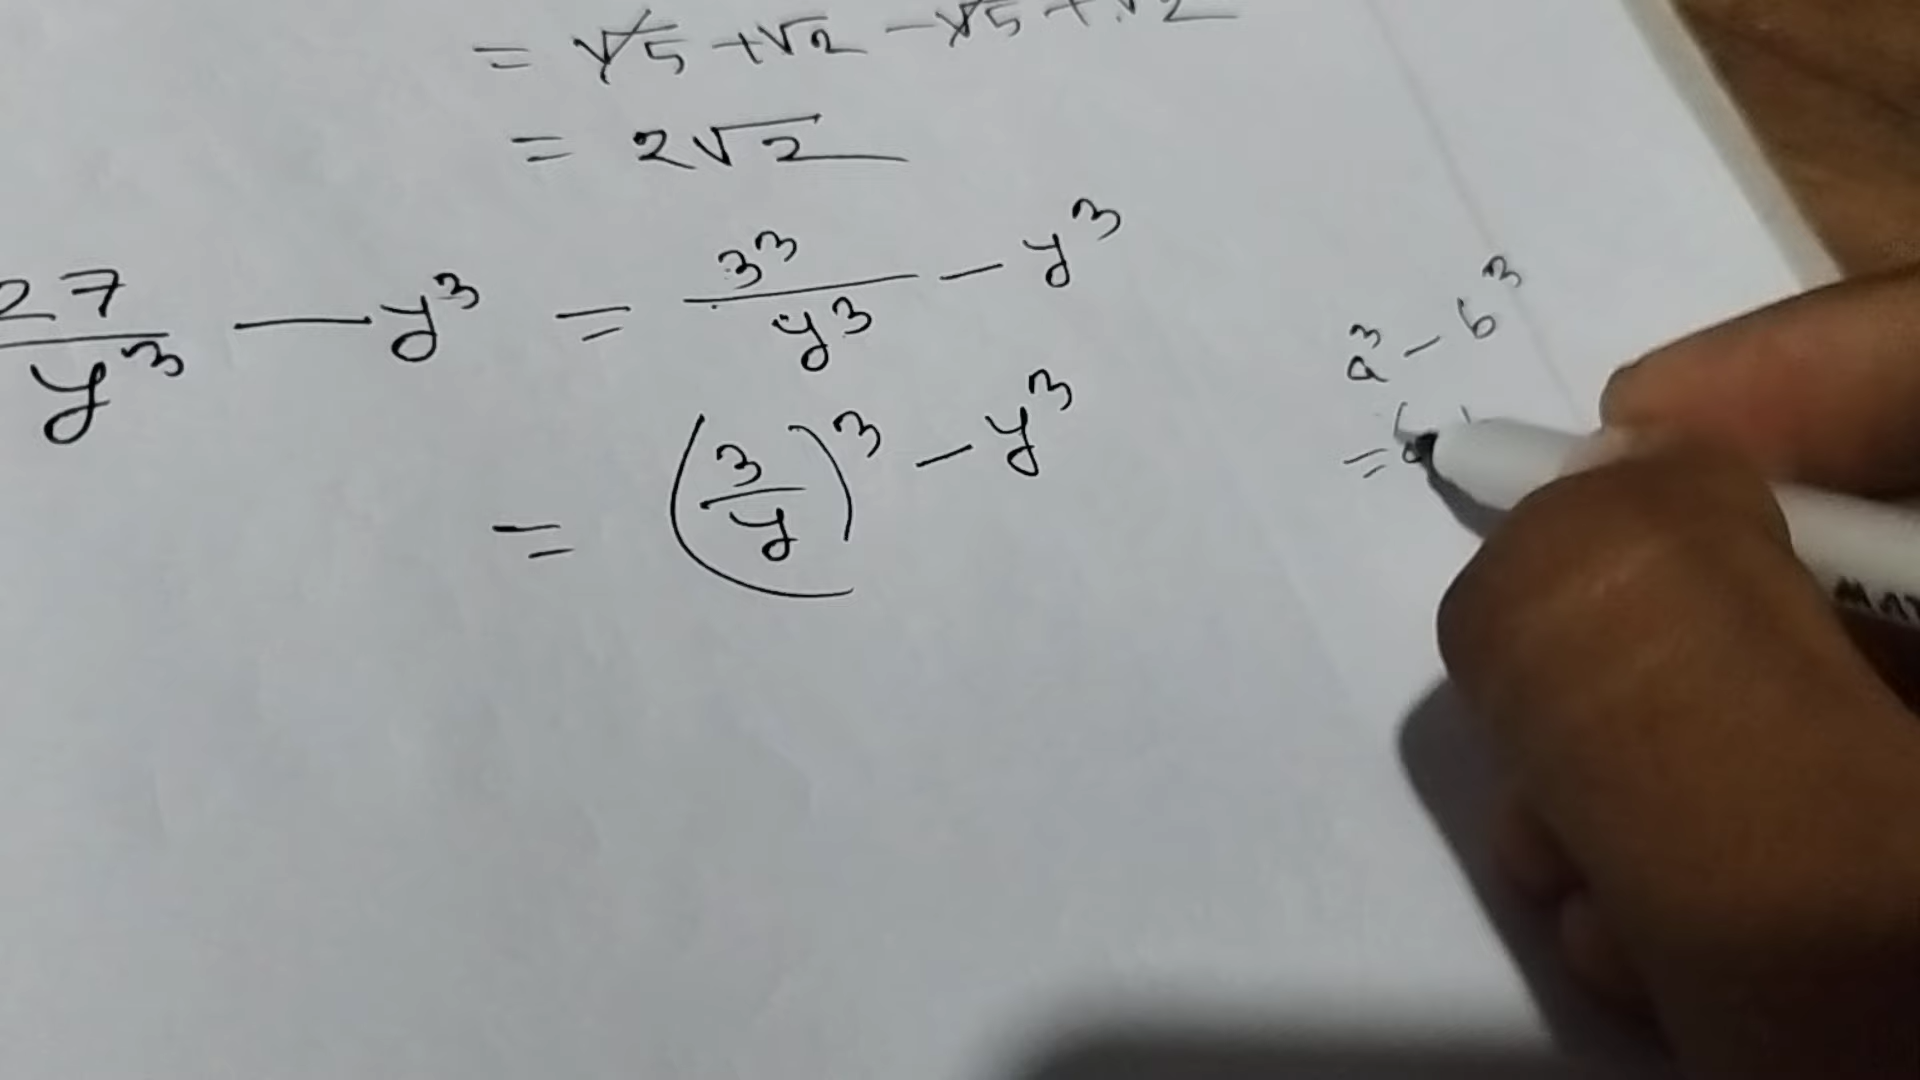 = √5 + √2 - √5 + √2
= 2√2
27/y³ - y³ = 3³/y³ - y³
= (3/y)³ - y³
a³ - b³
= (a